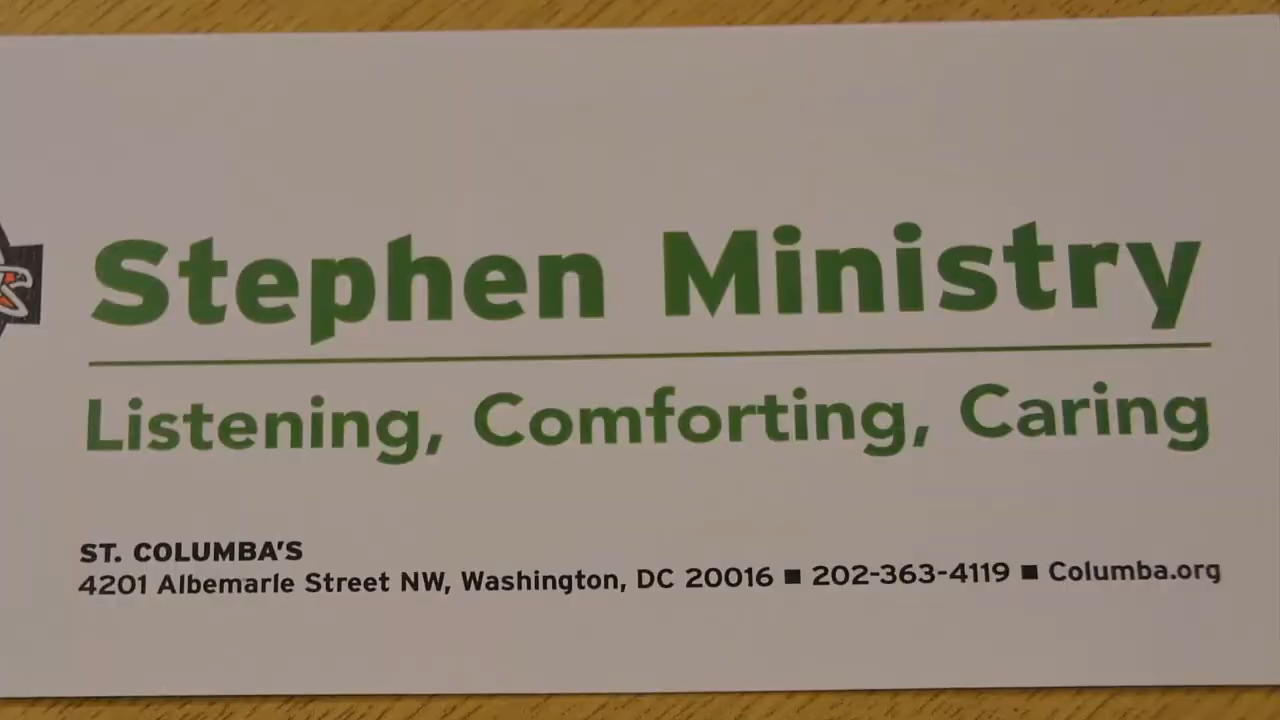 Stephen Ministry
Listening, Comforting, Caring
ST. COLUMBA'S
4201 Albemarle Street NW, Washington, DC 20016 ■ 202-363-4119 ■ Columba.org